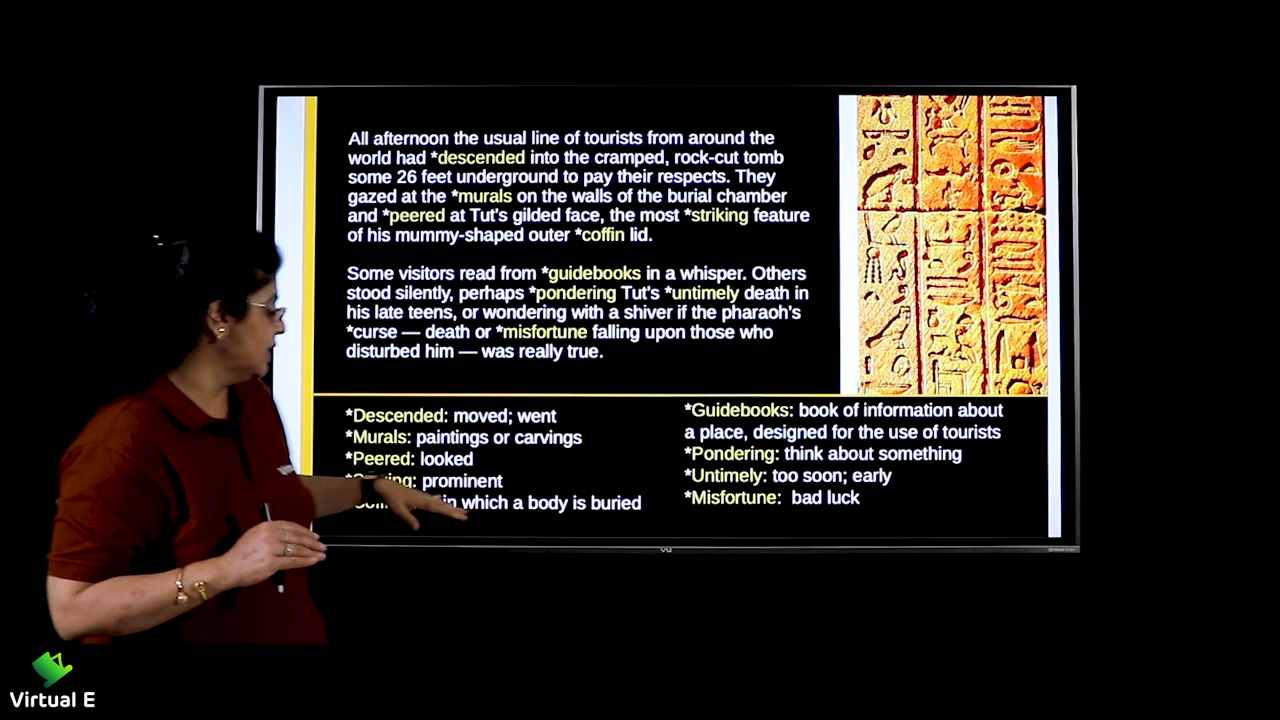 All afternoon the usual line of tourists from around the
world had *descended into the cramped, rock-cut tomb
some 26 feet underground to pay their respects. They
gazed at the *murals on the walls of the burial chamber
and *peered at Tut's gilded face, the most *striking feature
of his mummy-shaped outer *coffin lid.
Some visitors read from *guidebooks in a whisper. Others
stood silently, perhaps *pondering Tut's *untimely death in
his late teens, or wondering with a shiver if the pharaoh's
*curse — death or *misfortune falling upon those who
disturbed him — was really true.
*Descended: moved; went
*Murals: paintings or carvings
*Peered: looked
prominent
in which a body is buried
*Guidebooks: book of information about
a place, designed for the use of tourists
*Pondering: think about something
*Untimely: too soon; early
*Misfortune: bad luck
VU
Virtual E